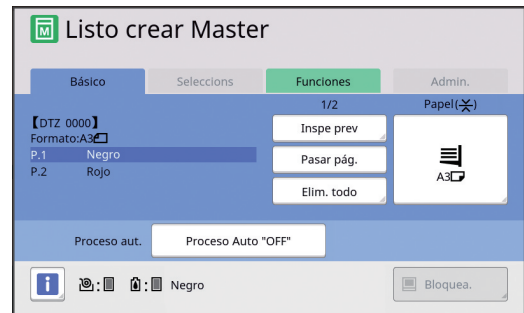 M Listo crear Master
Básico Seleccions Funciones Admin.
1/2 Papel( )
【DTZ 0000】 Inspe prev
Formato:A3
P.1 Negro Pasar pág.
P.2 Rojo Elim. todo
A3
Proceso aut. Proceso Auto "OFF"
i : : Negro Bloquea.